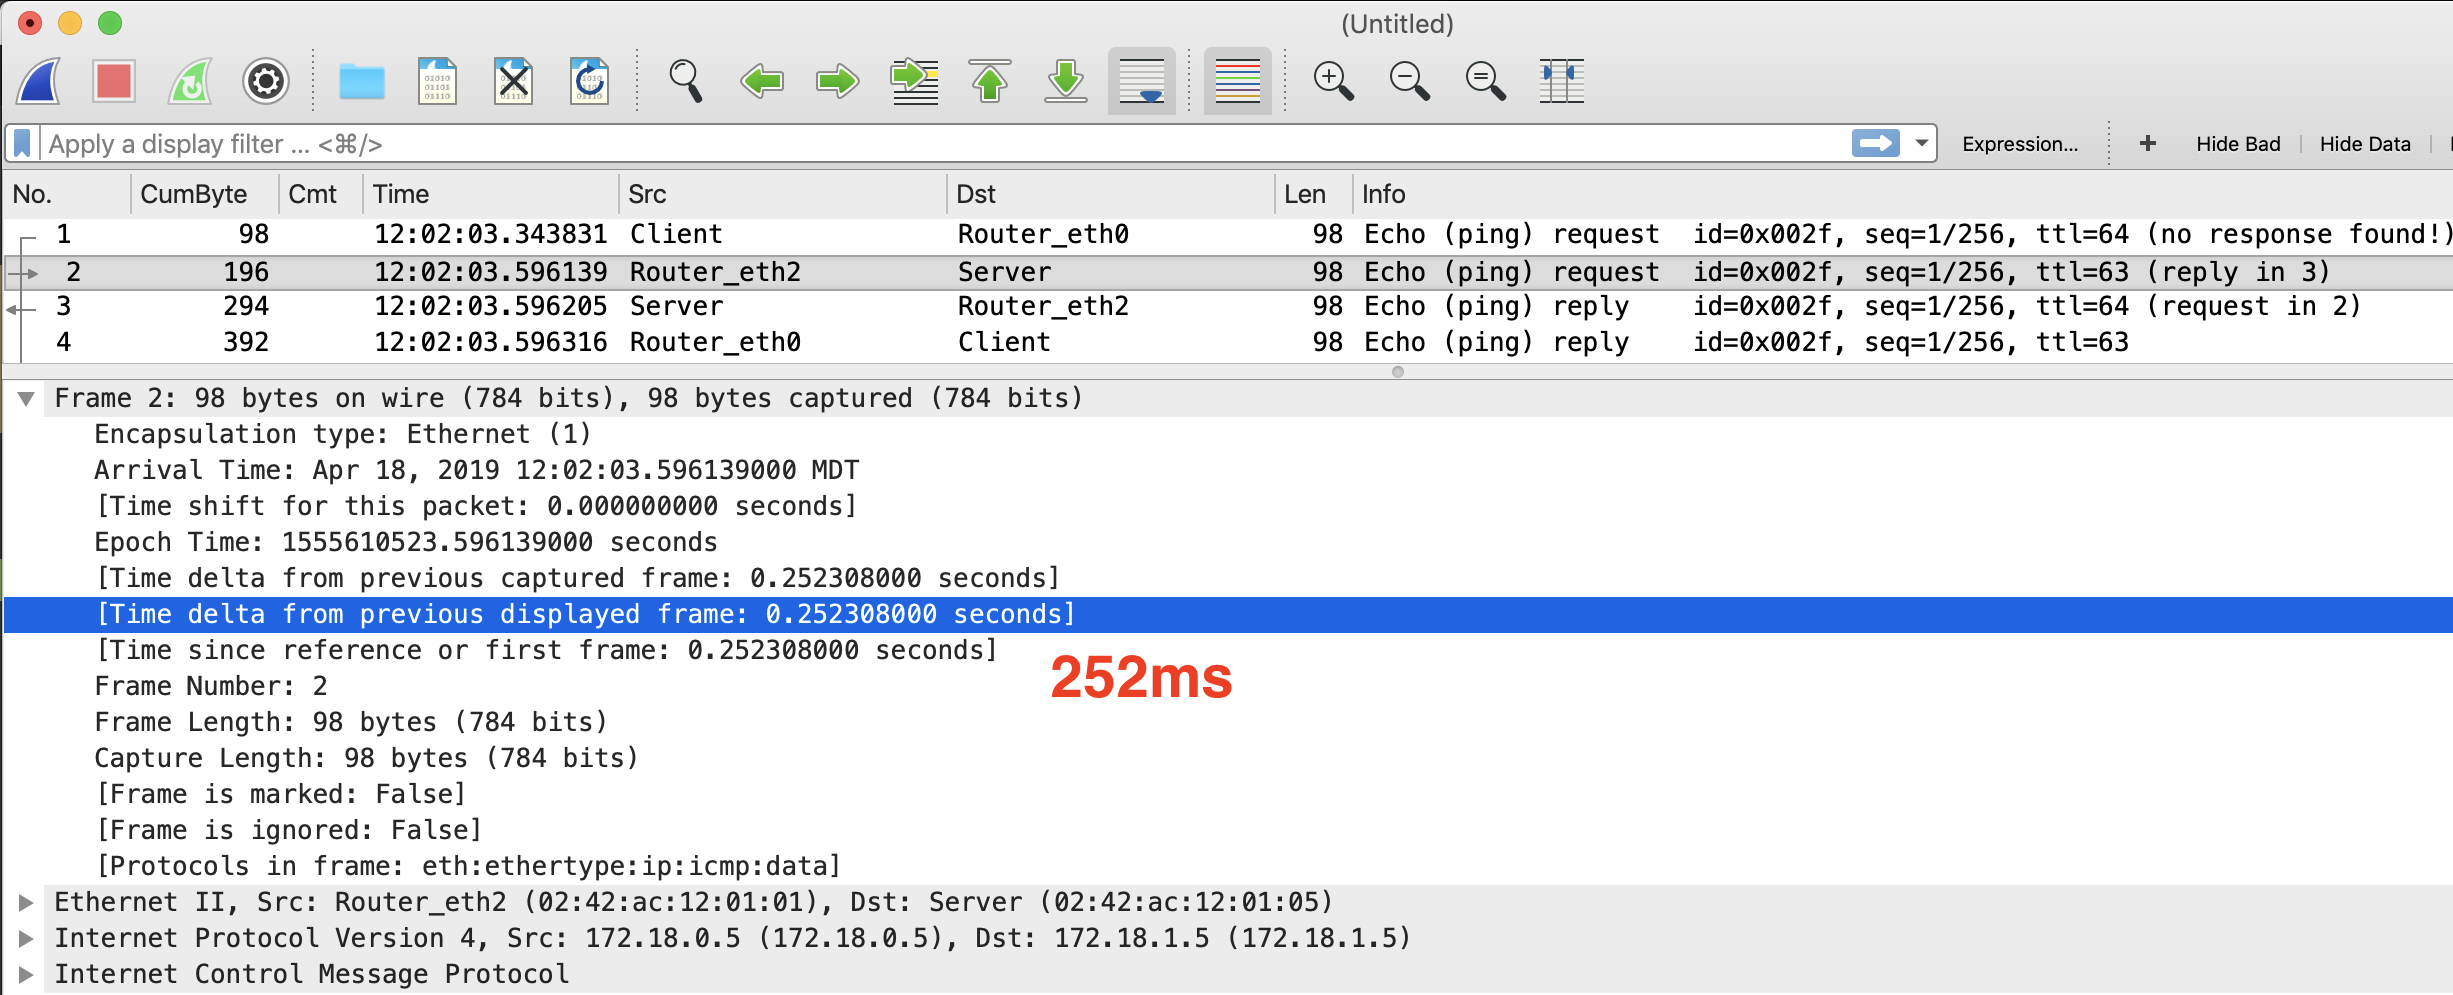 (Untitled)
Apply a display filter ... <⌘/>
Expression...
+
Hide Bad
Hide Data
No. CumByte Cmt Time Src Dst Len Info
1 98 12:02:03.343831 Client Router_eth0 98 Echo (ping) request id=0x002f, seq=1/256, ttl=64 (no response found!)
2 196 12:02:03.596139 Router_eth2 Server 98 Echo (ping) request id=0x002f, seq=1/256, ttl=63 (reply in 3)
3 294 12:02:03.596205 Server Router_eth2 98 Echo (ping) reply id=0x002f, seq=1/256, ttl=64 (request in 2)
4 392 12:02:03.596316 Router_eth0 Client 98 Echo (ping) reply id=0x002f, seq=1/256, ttl=63
Frame 2: 98 bytes on wire (784 bits), 98 bytes captured (784 bits)
Encapsulation type: Ethernet (1)
Arrival Time: Apr 18, 2019 12:02:03.596139000 MDT
[Time shift for this packet: 0.000000000 seconds]
Epoch Time: 1555610523.596139000 seconds
[Time delta from previous captured frame: 0.252308000 seconds]
[Time delta from previous displayed frame: 0.252308000 seconds]
[Time since reference or first frame: 0.252308000 seconds]
252ms
Frame Number: 2
Frame Length: 98 bytes (784 bits)
Capture Length: 98 bytes (784 bits)
[Frame is marked: False]
[Frame is ignored: False]
[Protocols in frame: eth:ethertype:ip:icmp:data]
Ethernet II, Src: Router_eth2 (02:42:ac:12:01:01), Dst: Server (02:42:ac:12:01:05)
Internet Protocol Version 4, Src: 172.18.0.5 (172.18.0.5), Dst: 172.18.1.5 (172.18.1.5)
Internet Control Message Protocol